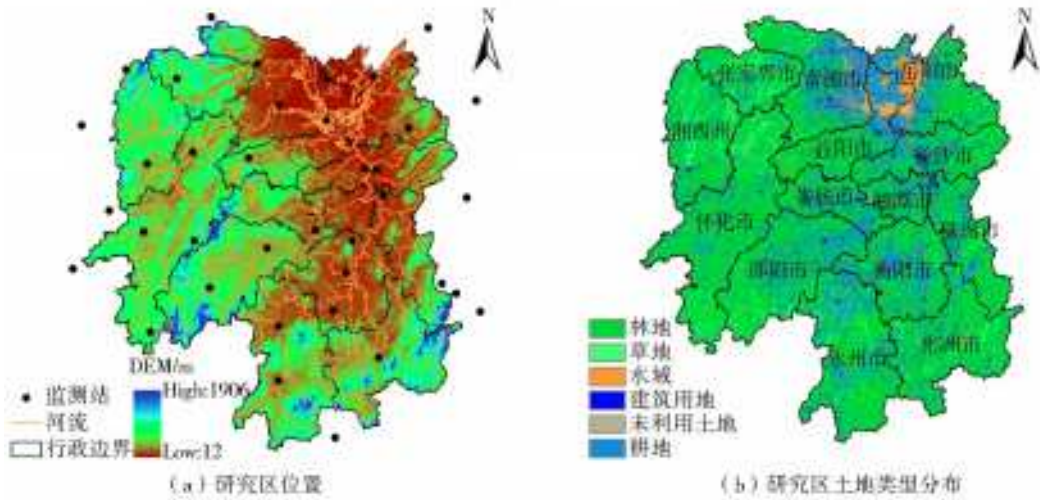 N
DEM/m
High:1906
Low:12
监测站
河流
行政边界
(a)研究区位置
N
张家界市
常德市
湘西州
益阳市
长沙市
怀化市
娄底市
湘潭市
株洲市
邵阳市
衡阳市
永州市
郴州市
林地
草地
水域
建筑用地
未利用土地
耕地
(b)研究区土地类型分布